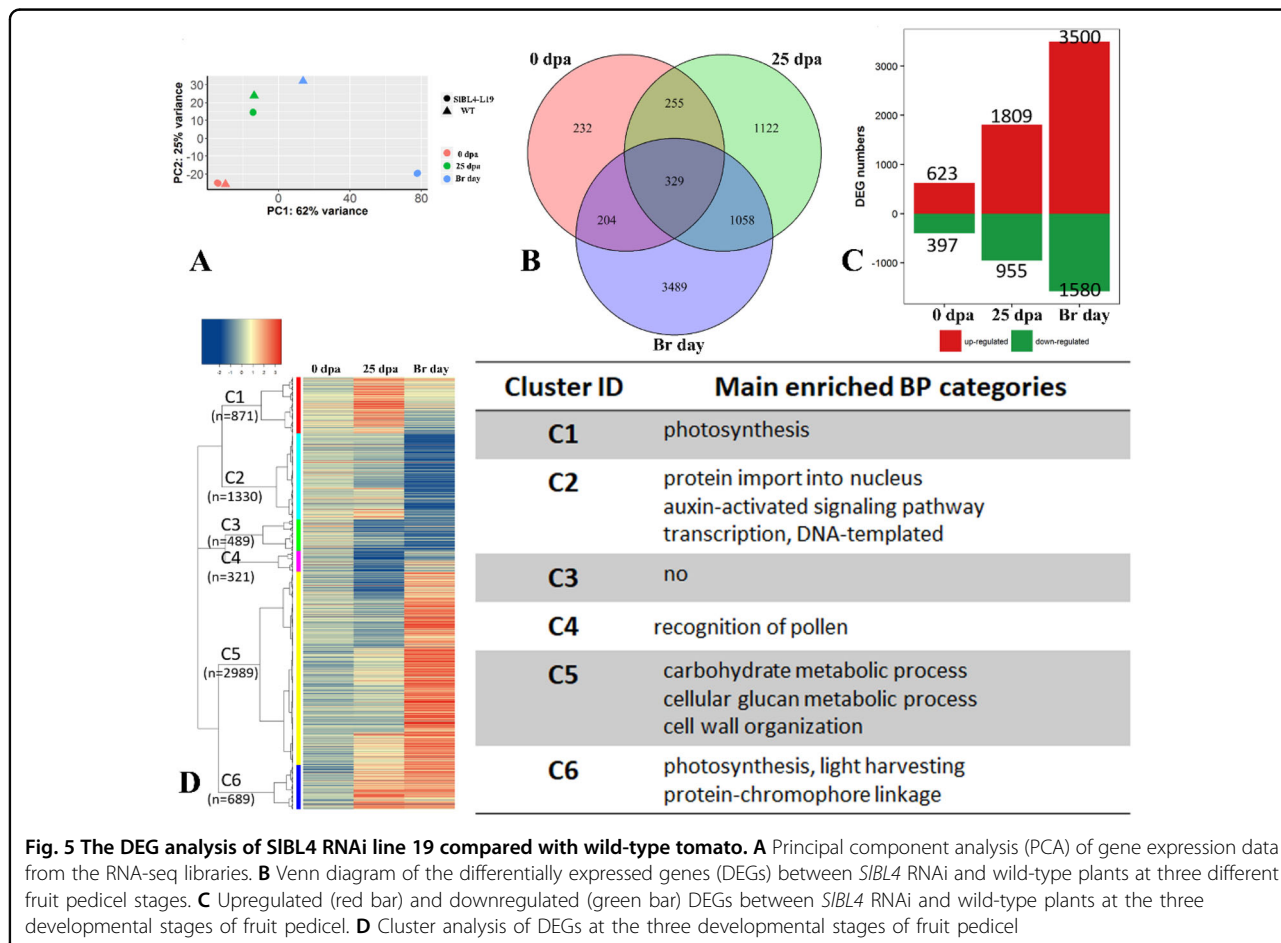 30
20
10
0
-10
-20
PC2: 25% variance
0
40
80
PC1: 62% variance
SlBL4-L19
WT
0 dpa
25 dpa
Br day
A
0 dpa
25 dpa
255
232
1122
329
204
1058
3489
Br day
B
3500
3000
2000
1000
0
-1000
DEG numbers
623
1809
397
955
1580
0 dpa
25 dpa
Br day
up-regulated
down-regulated
C
0 dpa
25 dpa
Br day
C1
(n=871)
C2
(n=1330)
C3
(n=489)
C4
(n=321)
C5
(n=2989)
C6
(n=689)
D
Cluster ID Main enriched BP categories
C1 photosynthesis
C2 protein import into nucleus
auxin-activated signaling pathway
transcription, DNA-templated
C3 no
C4 recognition of pollen
C5 carbohydrate metabolic process
cellular glucan metabolic process
cell wall organization
C6 photosynthesis, light harvesting
protein-chromophore linkage
Fig. 5 The DEG analysis of SlBL4 RNAi line 19 compared with wild-type tomato. A Principal component analysis (PCA) of gene expression data
from the RNA-seq libraries. B Venn diagram of the differentially expressed genes (DEGs) between SlBL4 RNAi and wild-type plants at three different
fruit pedicel stages. C Upregulated (red bar) and downregulated (green bar) DEGs between SlBL4 RNAi and wild-type plants at the three
developmental stages of fruit pedicel. D Cluster analysis of DEGs at the three developmental stages of fruit pedicel